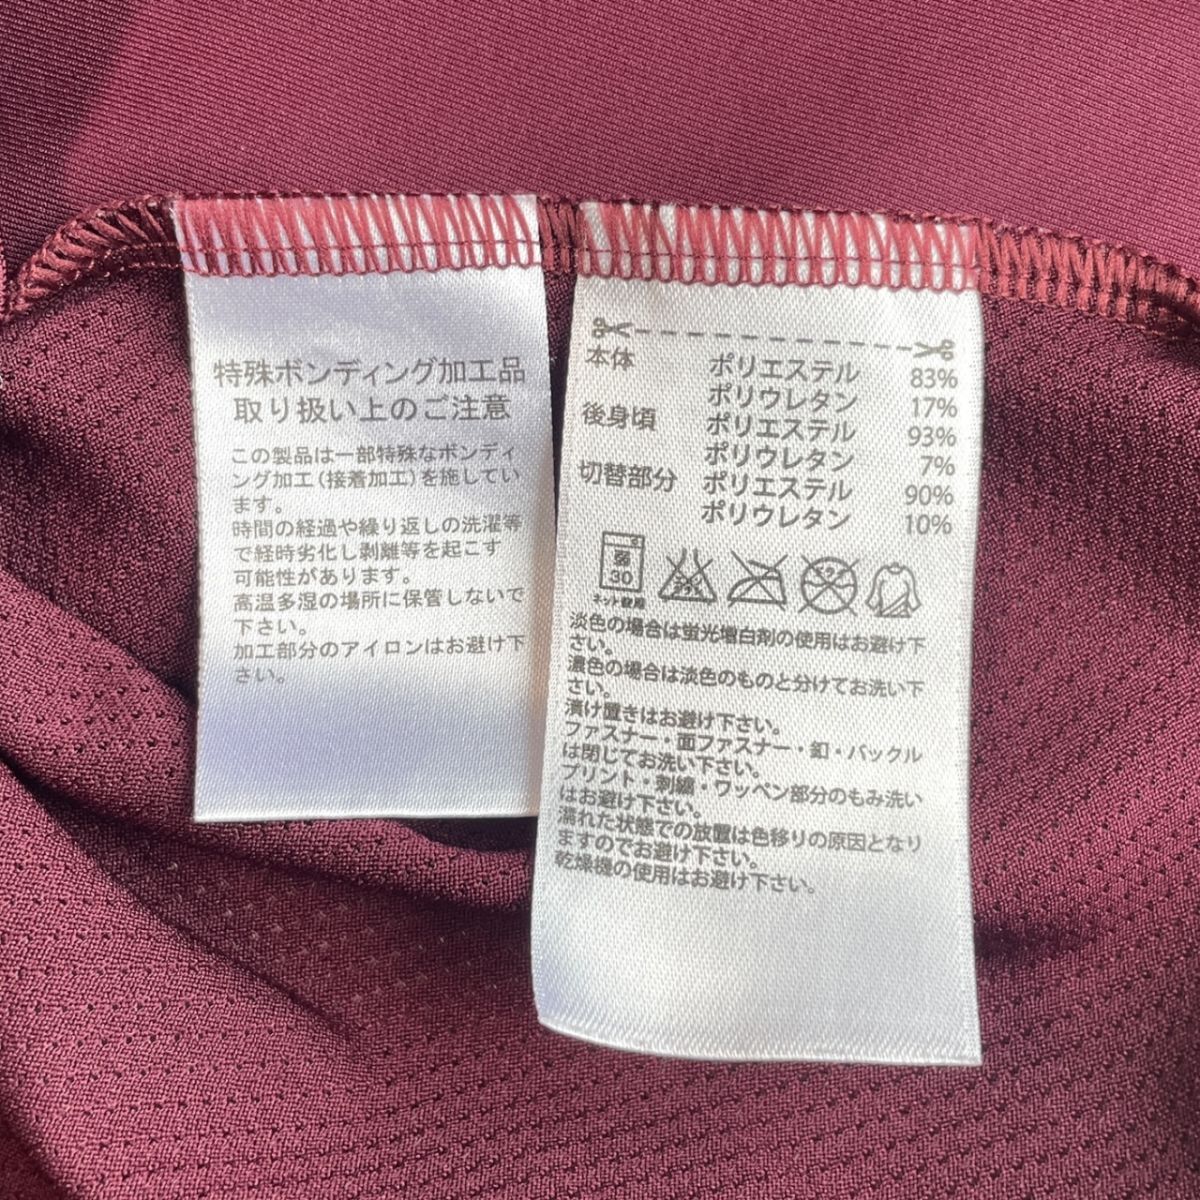 特殊ボンディング加工品
取り扱い上のご注意
この製品は一部特殊なボンディ
ング加工(接着加工)を施してい
ます。
時間の経過や繰り返しの洗濯等
で経時劣化し剥離等を起こす
可能性があります。
高温多湿の場所に保管しないで
下さい。
加工部分のアイロンはお避け下
さい。
本体 ポリエステル 83%
ポリウレタン 17%
後身頃 ポリエステル 93%
ポリウレタン 7%
切替部分 ポリエステル 90%
ポリウレタン 10%
弱
30
ネット使用
淡色の場合は蛍光増白剤の使用はお避け下
さい。
濃色の場合は淡色のものと分けてお洗い下
さい。
漬け置きはお避け下さい。
ファスナー・面ファスナー・釦・バックル
は閉じてお洗い下さい。
プリント・刺繍・ワッペン部分のもみ洗い
はお避け下さい。
濡れた状態での放置は色移りの原因となり
ますのでお避け下さい。
乾燥機の使用はお避け下さい。